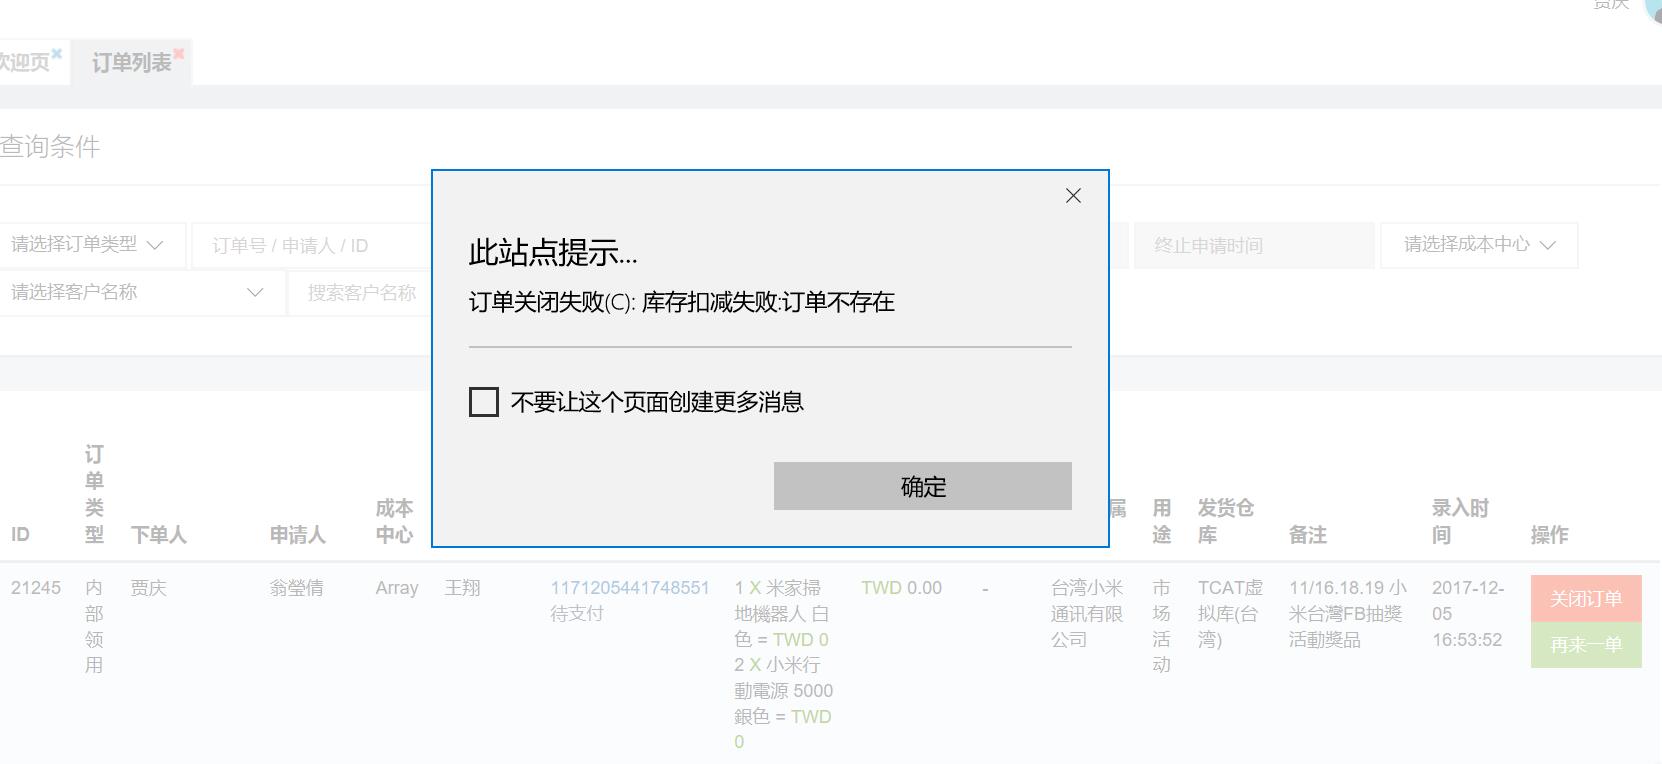 贾庆
欢迎页
订单列表
查询条件
请选择订单类型
订单号 / 申请人 / ID
终止申请时间
请选择成本中心
请选择客户名称
搜索客户名称
此站点提示...
订单关闭失败(C): 库存扣减失败:订单不存在
不要让这个页面创建更多消息
确定
ID
订
单
类
型
下单人
申请人
成本
中心
属
用
途
发货仓
库
备注
录入时
间
操作
21245
内
部
领
用
贾庆
翁瑩倩
Array
王翔
1171205441748551
待支付
1 X 米家掃
地機器人 白
色 = TWD 0
2 X 小米行
動電源 5000
銀色 = TWD
0
TWD 0.00
-
台湾小米
通讯有限
公司
市
场
活
动
TCAT虚
拟库(台
湾)
11/16.18.19 小
米台灣FB抽獎
活動獎品
2017-12-
05
16:53:52
关闭订单
再来一单